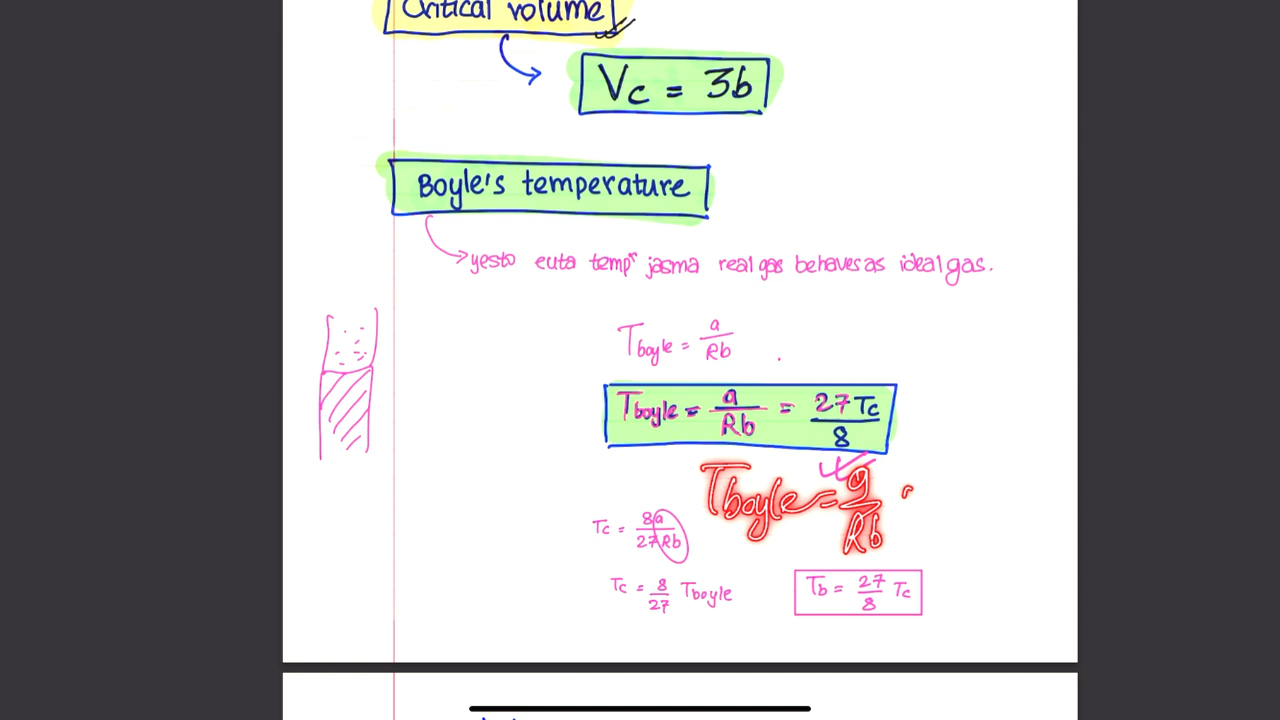 Critical volume
Vc = 3b
Boyle's temperature
yesto euta tempr jasma real gas behaves as ideal gas.
Tboyle = a/Rb
Tboyle = a/Rb = 27Tc/8
Tboyle = a/Rb
Tc = 8a/27Rb
Tc = 8/27 Tboyle
Tb = 27/8 Tc